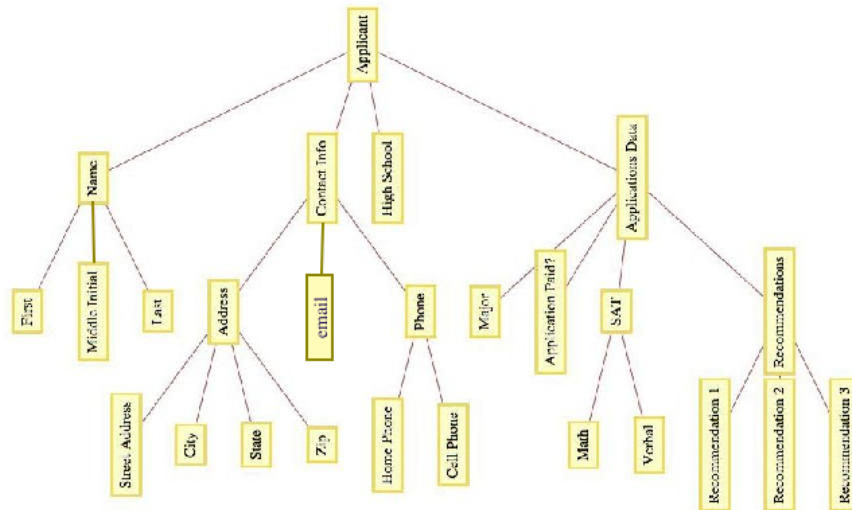 Applicant
Name
Contact Info
High School
Applications Data
First
Middle Initial
Last
Address
email
Phone
Major
Application Paid?
SAT
Recommendations
Street Address
City
State
Zip
Home Phone
Cell Phone
Math
Verbal
Recommendation 1
Recommendation 2
Recommendation 3